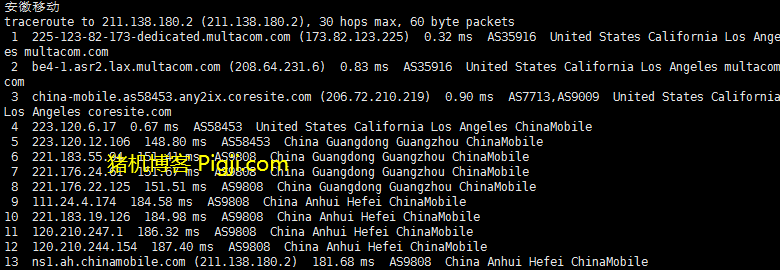 安徽移动
traceroute to 211.138.180.2 (211.138.180.2), 30 hops max, 60 byte packets
1 225-123-82-173-dedicated.multacom.com (173.82.123.225) 0.32 ms AS35916 United States California Los Angel
es multacom.com
2 be4-1.asr2.lax.multacom.com (208.64.231.6) 0.83 ms AS35916 United States California Los Angeles multacom.
com
3 china-mobile.as58453.any2ix.coresite.com (206.72.210.219) 0.90 ms AS7713,AS9009 United States California
Los Angeles coresite.com
4 223.120.6.17 0.67 ms AS58453 United States California Los Angeles ChinaMobile
5 223.120.12.106 148.80 ms AS58453 China Guangdong Guangzhou ChinaMobile
6 221.183.55. ms AS9808 China Guangdong Guangzhou ChinaMobile
猪机博客 Pigji.com
7 221.176.24. ms AS9808 China Guangdong Guangzhou ChinaMobile
8 221.176.22.125 151.51 ms AS9808 China Guangdong Guangzhou ChinaMobile
9 111.24.4.174 184.58 ms AS9808 China Anhui Hefei ChinaMobile
10 221.183.19.126 184.98 ms AS9808 China Anhui Hefei ChinaMobile
11 120.210.247.1 186.32 ms AS9808 China Anhui Hefei ChinaMobile
12 120.210.244.154 187.40 ms AS9808 China Anhui Hefei ChinaMobile
13 ns1.ah.chinamobile.com (211.138.180.2) 181.68 ms AS9808 China Anhui Hefei ChinaMobile